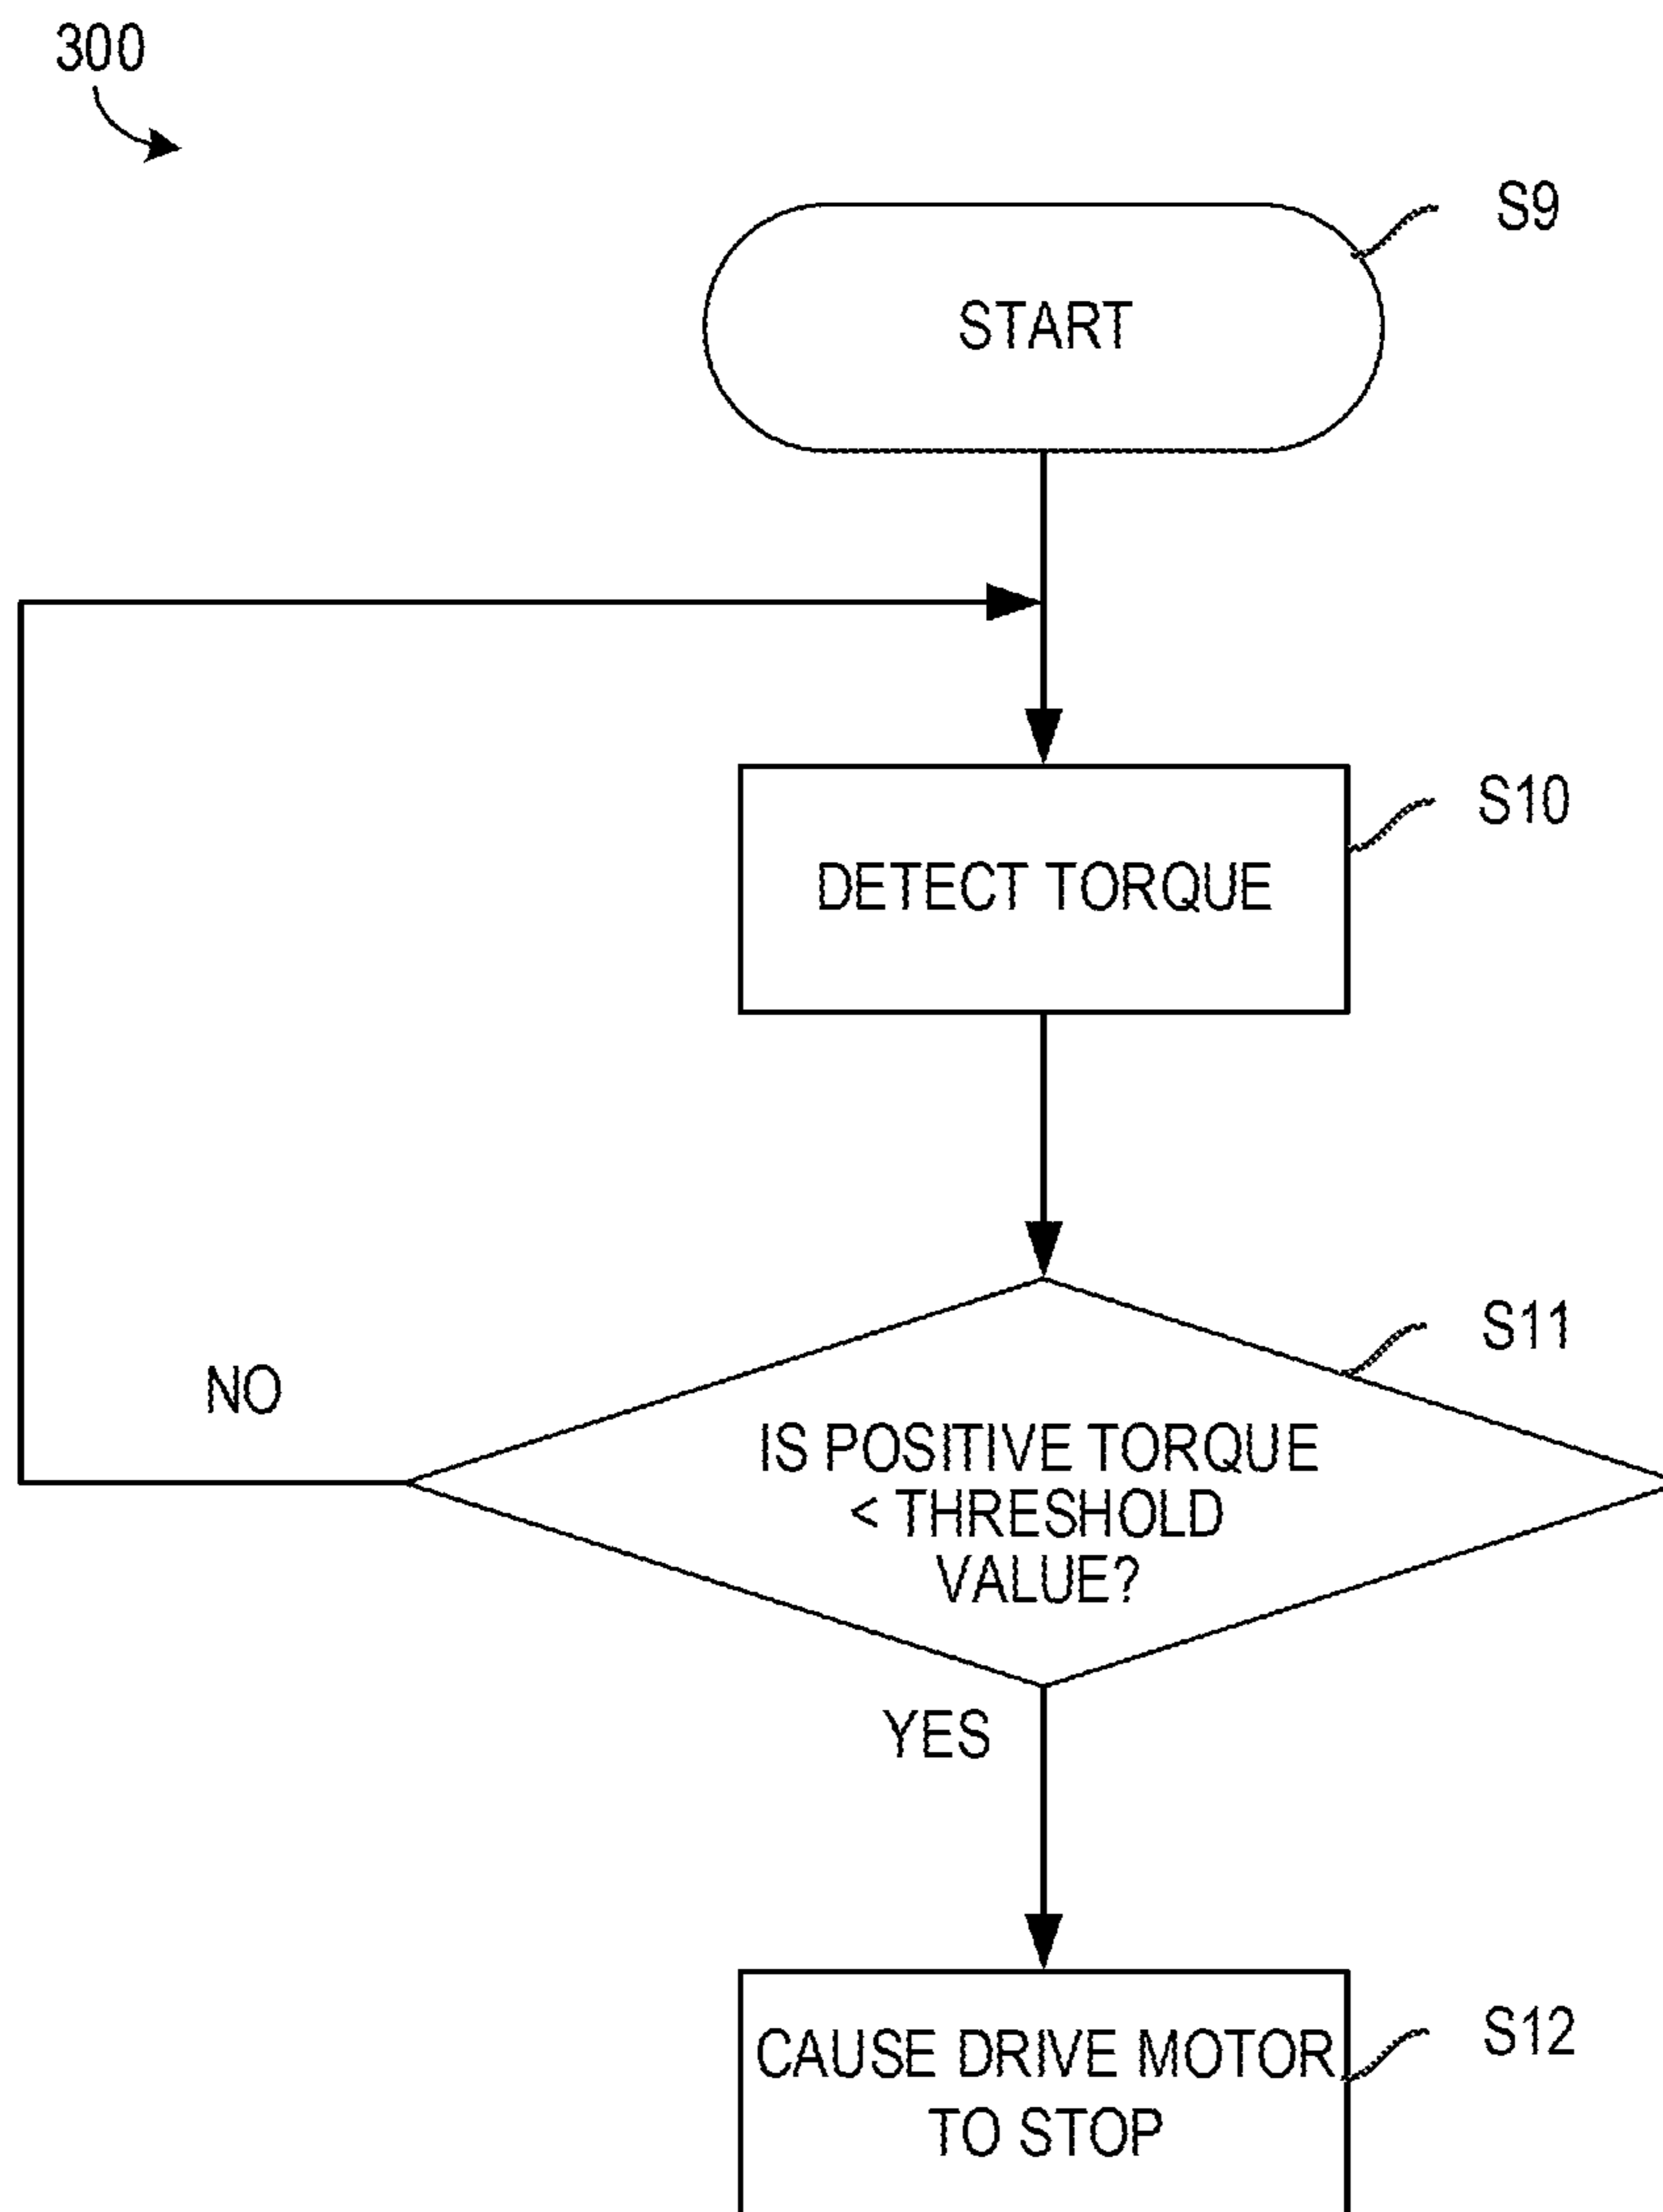 300
S9
START
S10
DETECT TORQUE
S11
NO
IS POSITIVE TORQUE
< THRESHOLD
VALUE?
YES
S12
CAUSE DRIVE MOTOR
TO STOP